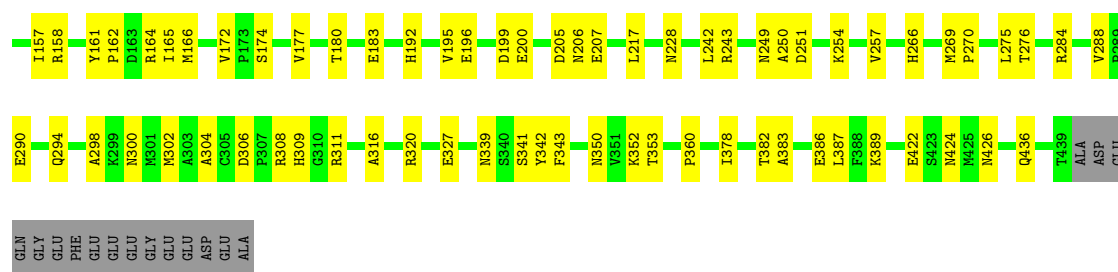 I157 R158 Y161 P162 D163 R164 I165 M166 V172 P173 S174 V177 T180 E183 H192 V195 E196 D199 E200 D205 N206 E207 L217 N228 L242 R243 N249 A250 D251 K254 V257 H266 M269 P270 L275 T276 R284 V288 R289
E290 Q294 A298 K299 N300 M301 M302 A303 A304 C305 D306 P307 R308 H309 G310 R311 A316 R320 E327 N339 S340 S341 Y342 F343 N350 V351 K352 T353 P360 I378 T382 A383 E386 L387 F388 K389 E422 S423 N424 M425 N426 Q436 T439 ALA ASP GLU
GLN GLY GLU PHE GLU GLU GLU GLY GLU GLU ASP GLU ALA